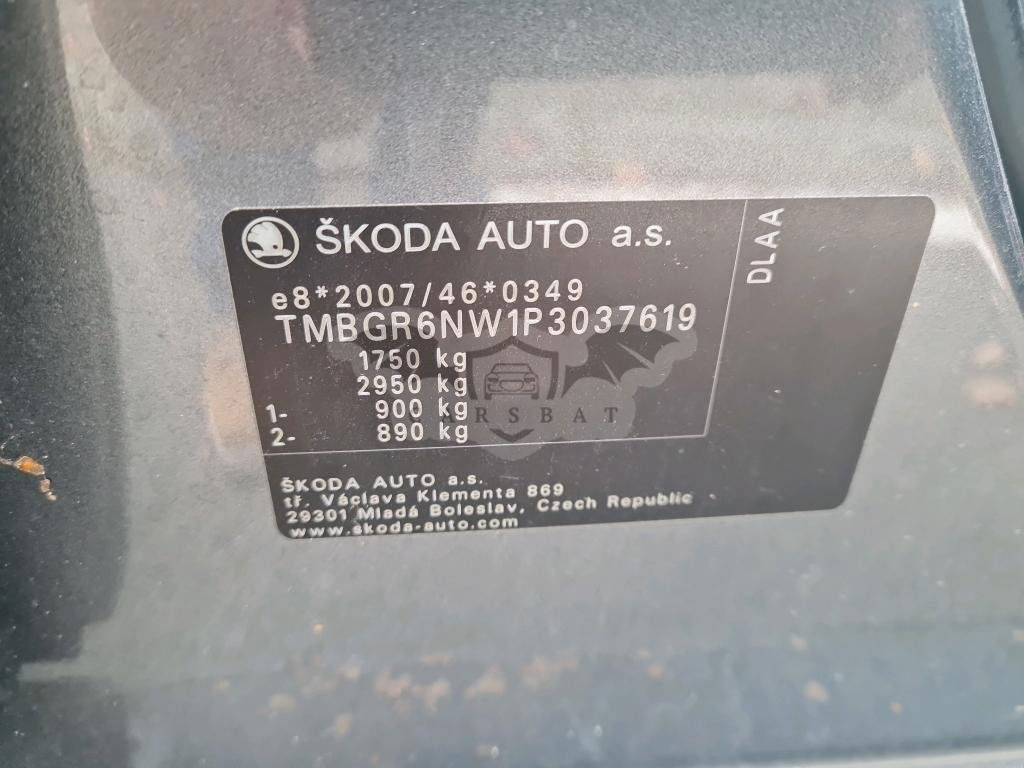 ŠKODA AUTO a.s.
DLAA
e8*2007/46*0349
TMBGR6NW1P3037619
1750 kg
2950 kg
1- 900 kg
2- 890 kg
RSBAT
ŠKODA AUTO a.s.
tř. Václava Klementa 869
29301 Mladá Boleslav, Czech Republic
www.skoda-auto.com